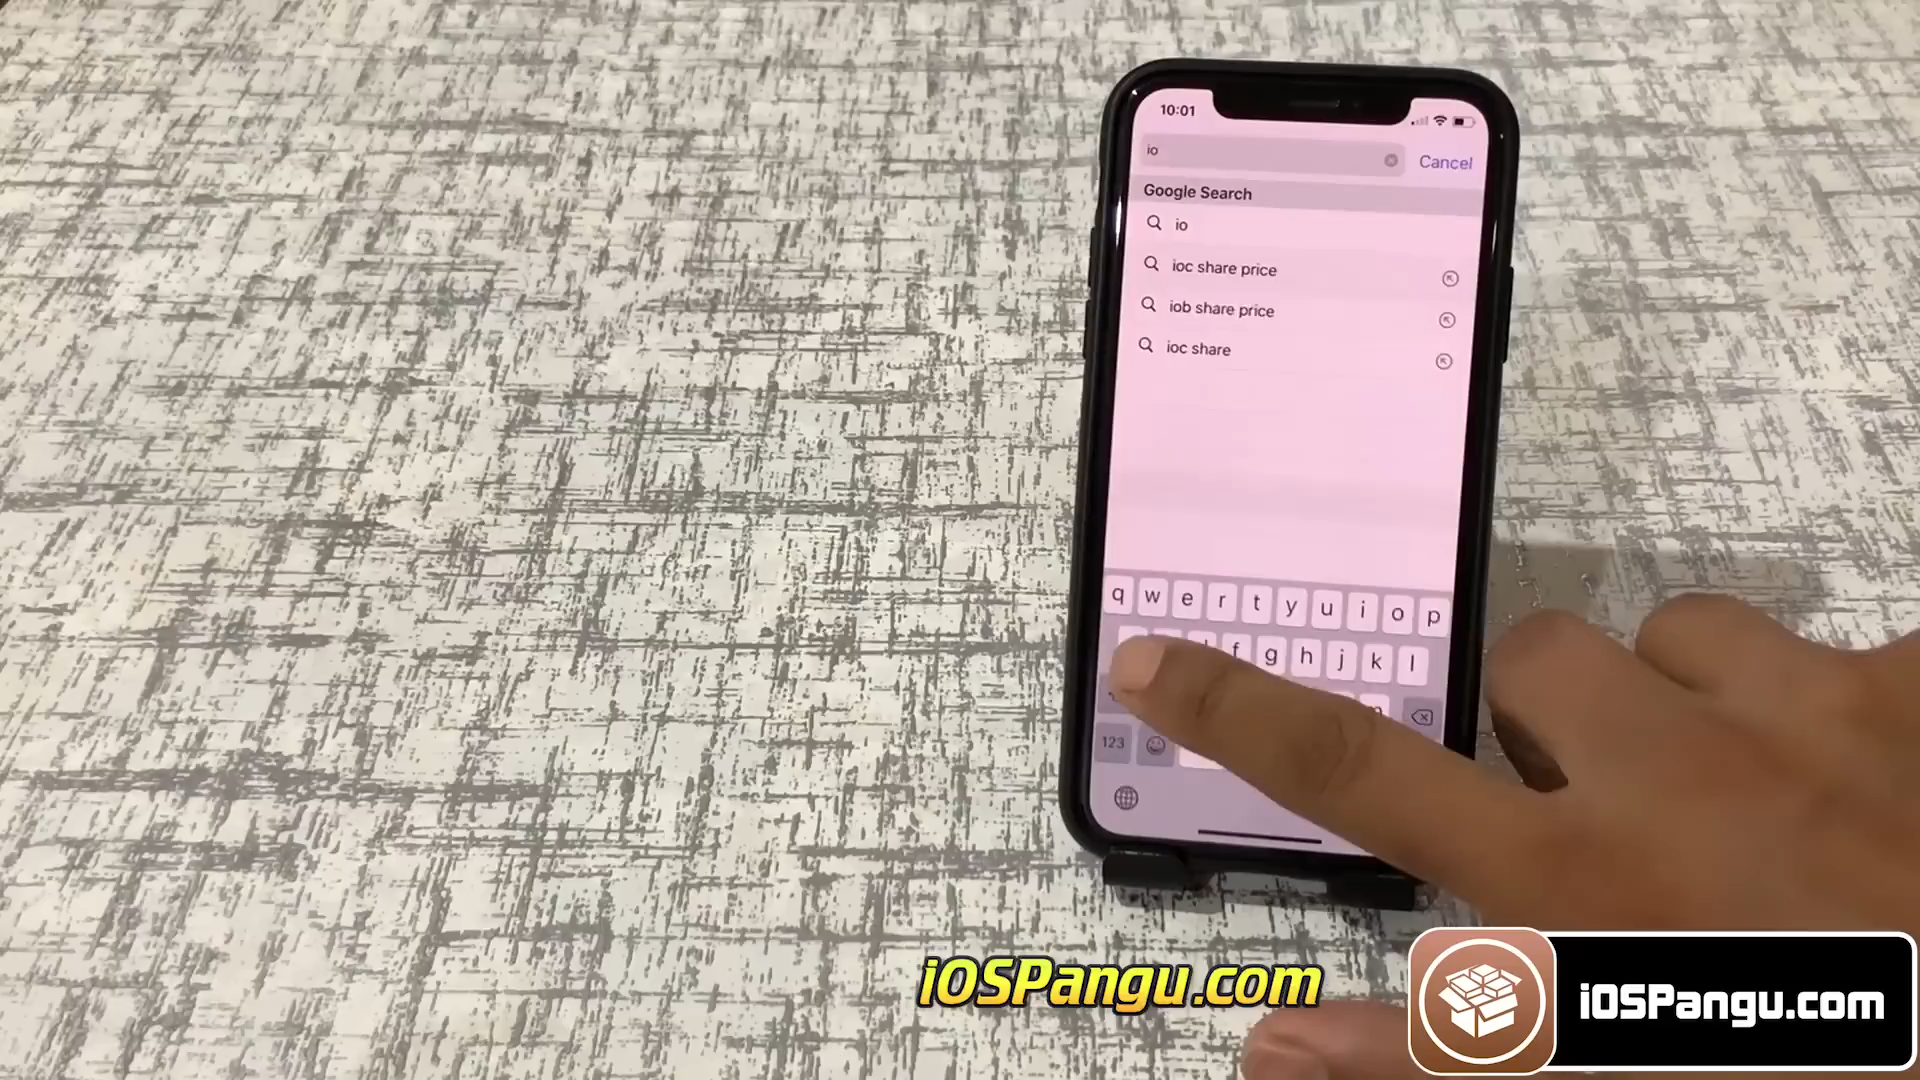 10:01
io
Cancel
Google Search
io
ioc share price
iob share price
ioc share
q w e r t y u i o p
f g h j k l
123
iOSPangu.com
iOSPangu.com